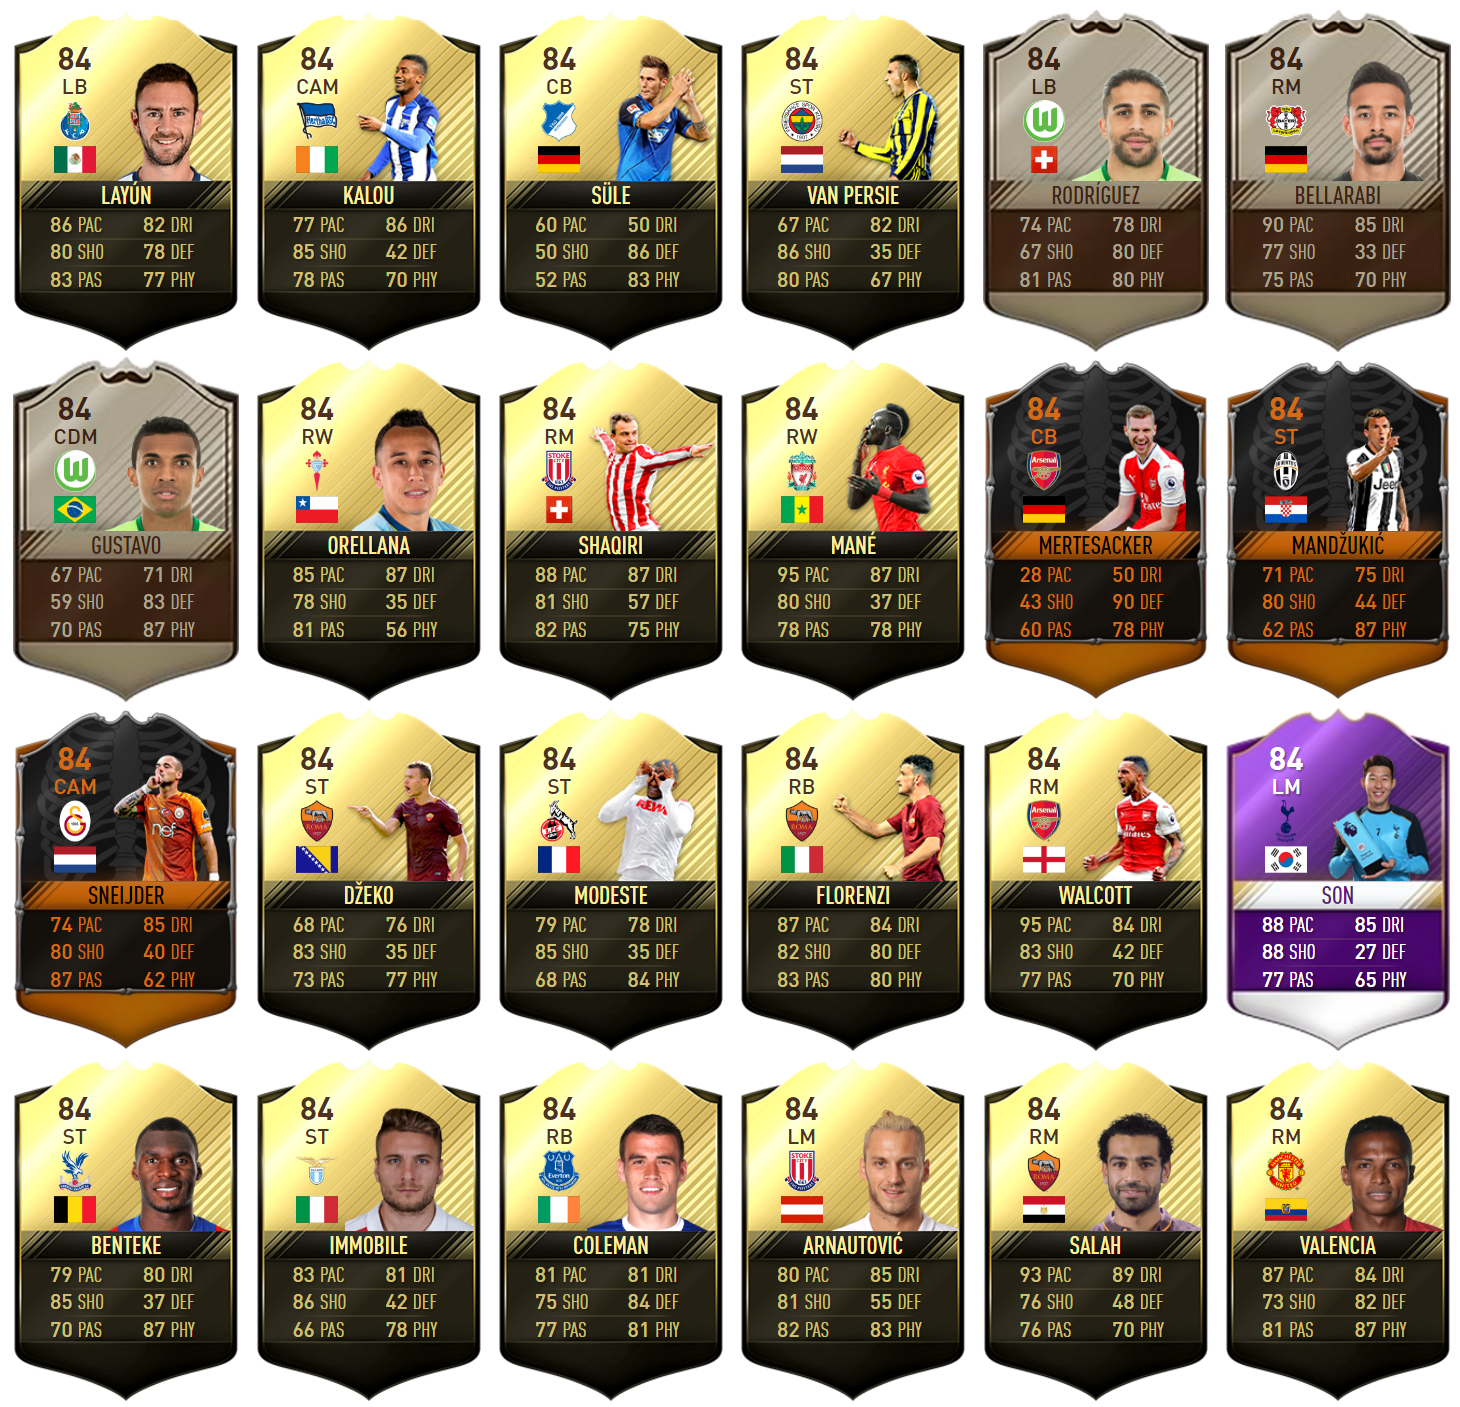 84
LB
LAYÚN
86 PAC 82 DRI
80 SHO 78 DEF
83 PAS 77 PHY
84
CAM
KALOU
77 PAC 86 DRI
85 SHO 42 DEF
78 PAS 70 PHY
84
CB
SÜLE
60 PAC 50 DRI
50 SHO 86 DEF
52 PAS 83 PHY
84
ST
VAN PERSIE
67 PAC 82 DRI
86 SHO 35 DEF
80 PAS 67 PHY
84
LB
RODRÍGUEZ
74 PAC 78 DRI
67 SHO 80 DEF
81 PAS 80 PHY
84
RM
BELLARABI
90 PAC 85 DRI
77 SHO 33 DEF
75 PAS 70 PHY
84
CDM
GUSTAVO
67 PAC 71 DRI
59 SHO 83 DEF
70 PAS 87 PHY
84
RW
ORELLANA
85 PAC 87 DRI
78 SHO 35 DEF
81 PAS 56 PHY
84
RM
STOKE
CITY
SHAQIRI
88 PAC 87 DRI
81 SHO 57 DEF
82 PAS 75 PHY
84
RW
MANÉ
95 PAC 87 DRI
80 SHO 37 DEF
78 PAS 78 PHY
84
CB
Arsenal
MERTESACKER
28 PAC 50 DRI
43 SHO 90 DEF
60 PAS 78 PHY
84
ST
Jeep
MANDŽUKIĆ
71 PAC 75 DRI
80 SHO 44 DEF
62 PAS 87 PHY
84
CAM
nef
SNEIJDER
74 PAC 85 DRI
80 SHO 40 DEF
87 PAS 62 PHY
84
ST
ROMA
DŽEKO
68 PAC 76 DRI
83 SHO 35 DEF
73 PAS 77 PHY
84
ST
REWE
MODESTE
79 PAC 78 DRI
85 SHO 35 DEF
68 PAS 84 PHY
84
RB
ROMA
FLORENZI
87 PAC 84 DRI
82 SHO 80 DEF
83 PAS 80 PHY
84
RM
Arsenal
WALCOTT
95 PAC 84 DRI
83 SHO 42 DEF
77 PAS 70 PHY
84
LM
SON
88 PAC 85 DRI
88 SHO 27 DEF
77 PAS 65 PHY
84
ST
BENTEKE
79 PAC 80 DRI
85 SHO 37 DEF
70 PAS 87 PHY
84
ST
IMMOBILE
83 PAC 81 DRI
86 SHO 42 DEF
66 PAS 78 PHY
84
RB
Everton
COLEMAN
81 PAC 81 DRI
75 SHO 84 DEF
77 PAS 81 PHY
84
LM
STOKE
CITY
ARNAUTOVIĆ
80 PAC 85 DRI
81 SHO 55 DEF
82 PAS 83 PHY
84
RM
ROMA
SALAH
93 PAC 89 DRI
76 SHO 48 DEF
76 PAS 70 PHY
84
RM
MANCHESTER
UNITED
VALENCIA
87 PAC 84 DRI
73 SHO 82 DEF
81 PAS 87 PHY